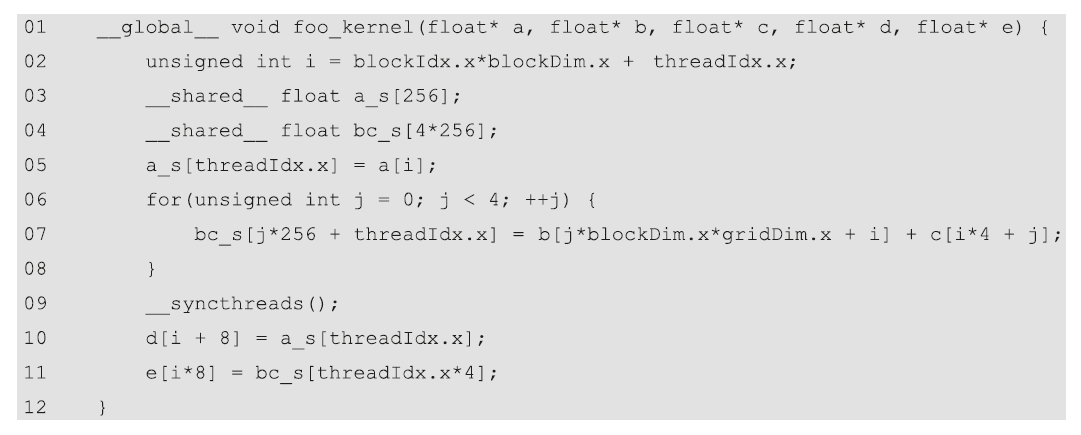 01 __global__ void foo_kernel(float* a, float* b, float* c, float* d, float* e) {
02 unsigned int i = blockIdx.x*blockDim.x + threadIdx.x;
03 __shared__ float a_s[256];
04 __shared__ float bc_s[4*256];
05 a_s[threadIdx.x] = a[i];
06 for(unsigned int j = 0; j < 4; ++j) {
07 bc_s[j*256 + threadIdx.x] = b[j*blockDim.x*gridDim.x + i] + c[i*4 + j];
08 }
09 __syncthreads();
10 d[i + 8] = a_s[threadIdx.x];
11 e[i*8] = bc_s[threadIdx.x*4];
12 }